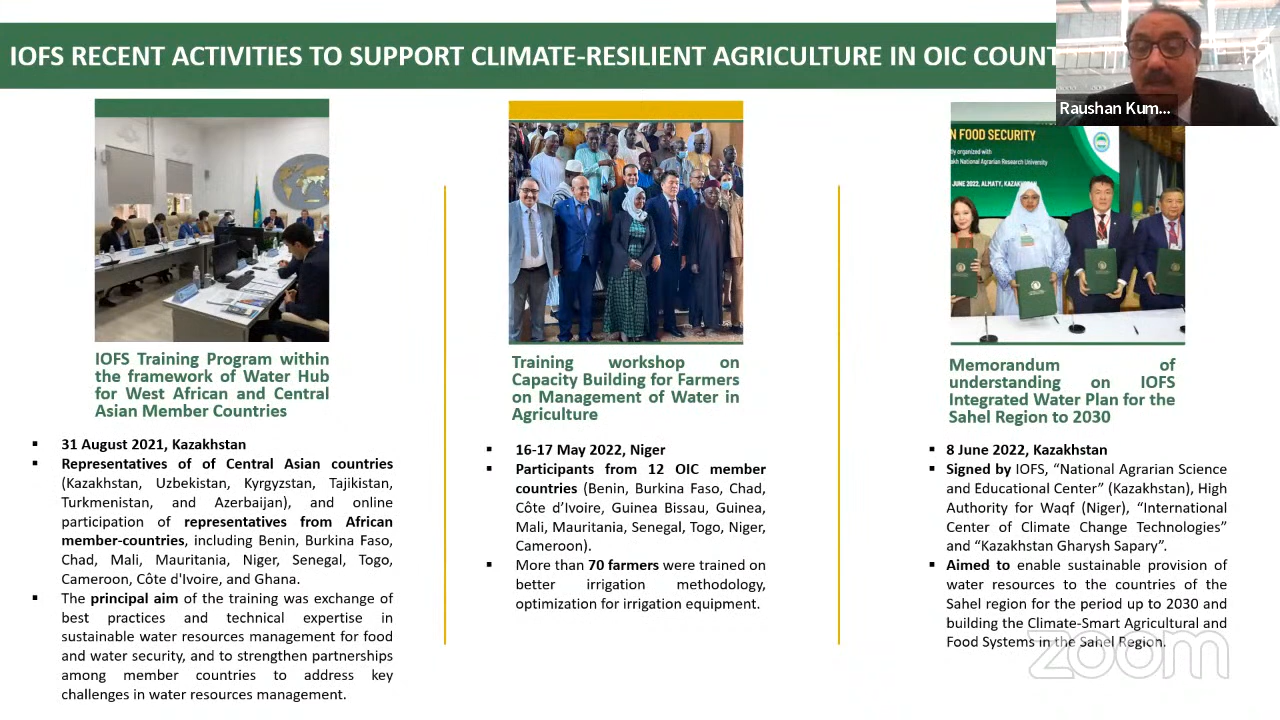 IOFS RECENT ACTIVITIES TO SUPPORT CLIMATE-RESILIENT AGRICULTURE IN OIC COUNT
Raushan Kum...
N FOOD SECURITY
tly organized with
akh National Agrarian Research University
JUNE 2022, ALMATY, KAZAKHSTAN
IOFS Training Program within
the framework of Water Hub
for West African and Central
Asian Member Countries
▪ 31 August 2021, Kazakhstan
▪ Representatives of of Central Asian countries
(Kazakhstan, Uzbekistan, Kyrgyzstan, Tajikistan,
Turkmenistan, and Azerbaijan), and online
participation of representatives from African
member-countries, including Benin, Burkina Faso,
Chad, Mali, Mauritania, Niger, Senegal, Togo,
Cameroon, Côte d'Ivoire, and Ghana.
▪ The principal aim of the training was exchange of
best practices and technical expertise in
sustainable water resources management for food
and water security, and to strengthen partnerships
among member countries to address key
challenges in water resources management.
Training workshop on
Capacity Building for Farmers
on Management of Water in
Agriculture
▪ 16-17 May 2022, Niger
▪ Participants from 12 OIC member
countries (Benin, Burkina Faso, Chad,
Côte d’Ivoire, Guinea Bissau, Guinea,
Mali, Mauritania, Senegal, Togo, Niger,
Cameroon).
▪ More than 70 farmers were trained on
better irrigation methodology,
optimization for irrigation equipment.
Memorandum of
understanding on IOFS
Integrated Water Plan for the
Sahel Region to 2030
▪ 8 June 2022, Kazakhstan
▪ Signed by IOFS, “National Agrarian Science
and Educational Center” (Kazakhstan), High
Authority for Waqf (Niger), “International
Center of Climate Change Technologies”
and “Kazakhstan Gharysh Sapary”.
▪ Aimed to enable sustainable provision of
water resources to the countries of the
Sahel region for the period up to 2030 and
building the Climate-Smart Agricultural and
Food Systems in the Sahel Region.
zoom